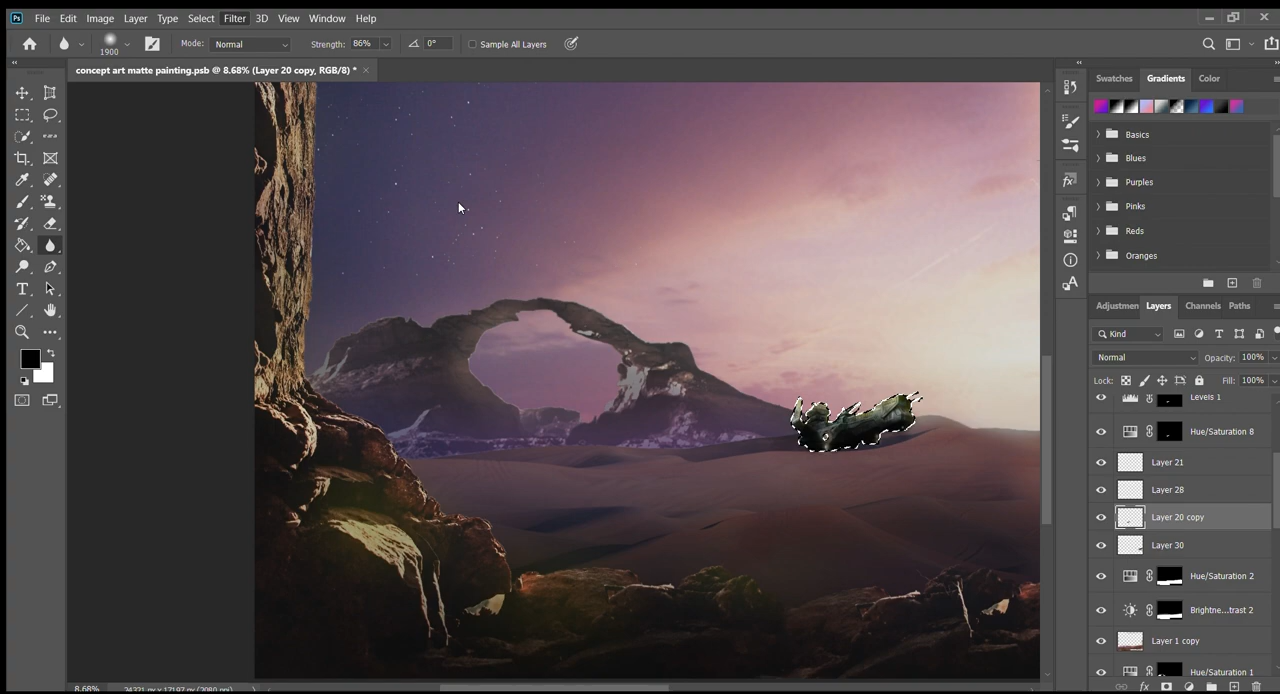 Ps File Edit Image Layer Type Select Filter 3D View Window Help
1900 Mode: Normal Strength: 86% 0° Sample All Layers
concept art matte painting.psb @ 8.68% (Layer 20 copy, RGB/8) *
Swatches Gradients Color
Basics
Blues
Purples
Pinks
Reds
Oranges
Adjustmen Layers Channels Paths
Kind
Normal Opacity: 100%
Lock: Fill: 100%
Levels 1
Hue/Saturation 8
Layer 21
Layer 28
Layer 20 copy
Layer 30
Hue/Saturation 2
Brightne...trast 2
Layer 1 copy
Hue/Saturation 1
8.68%